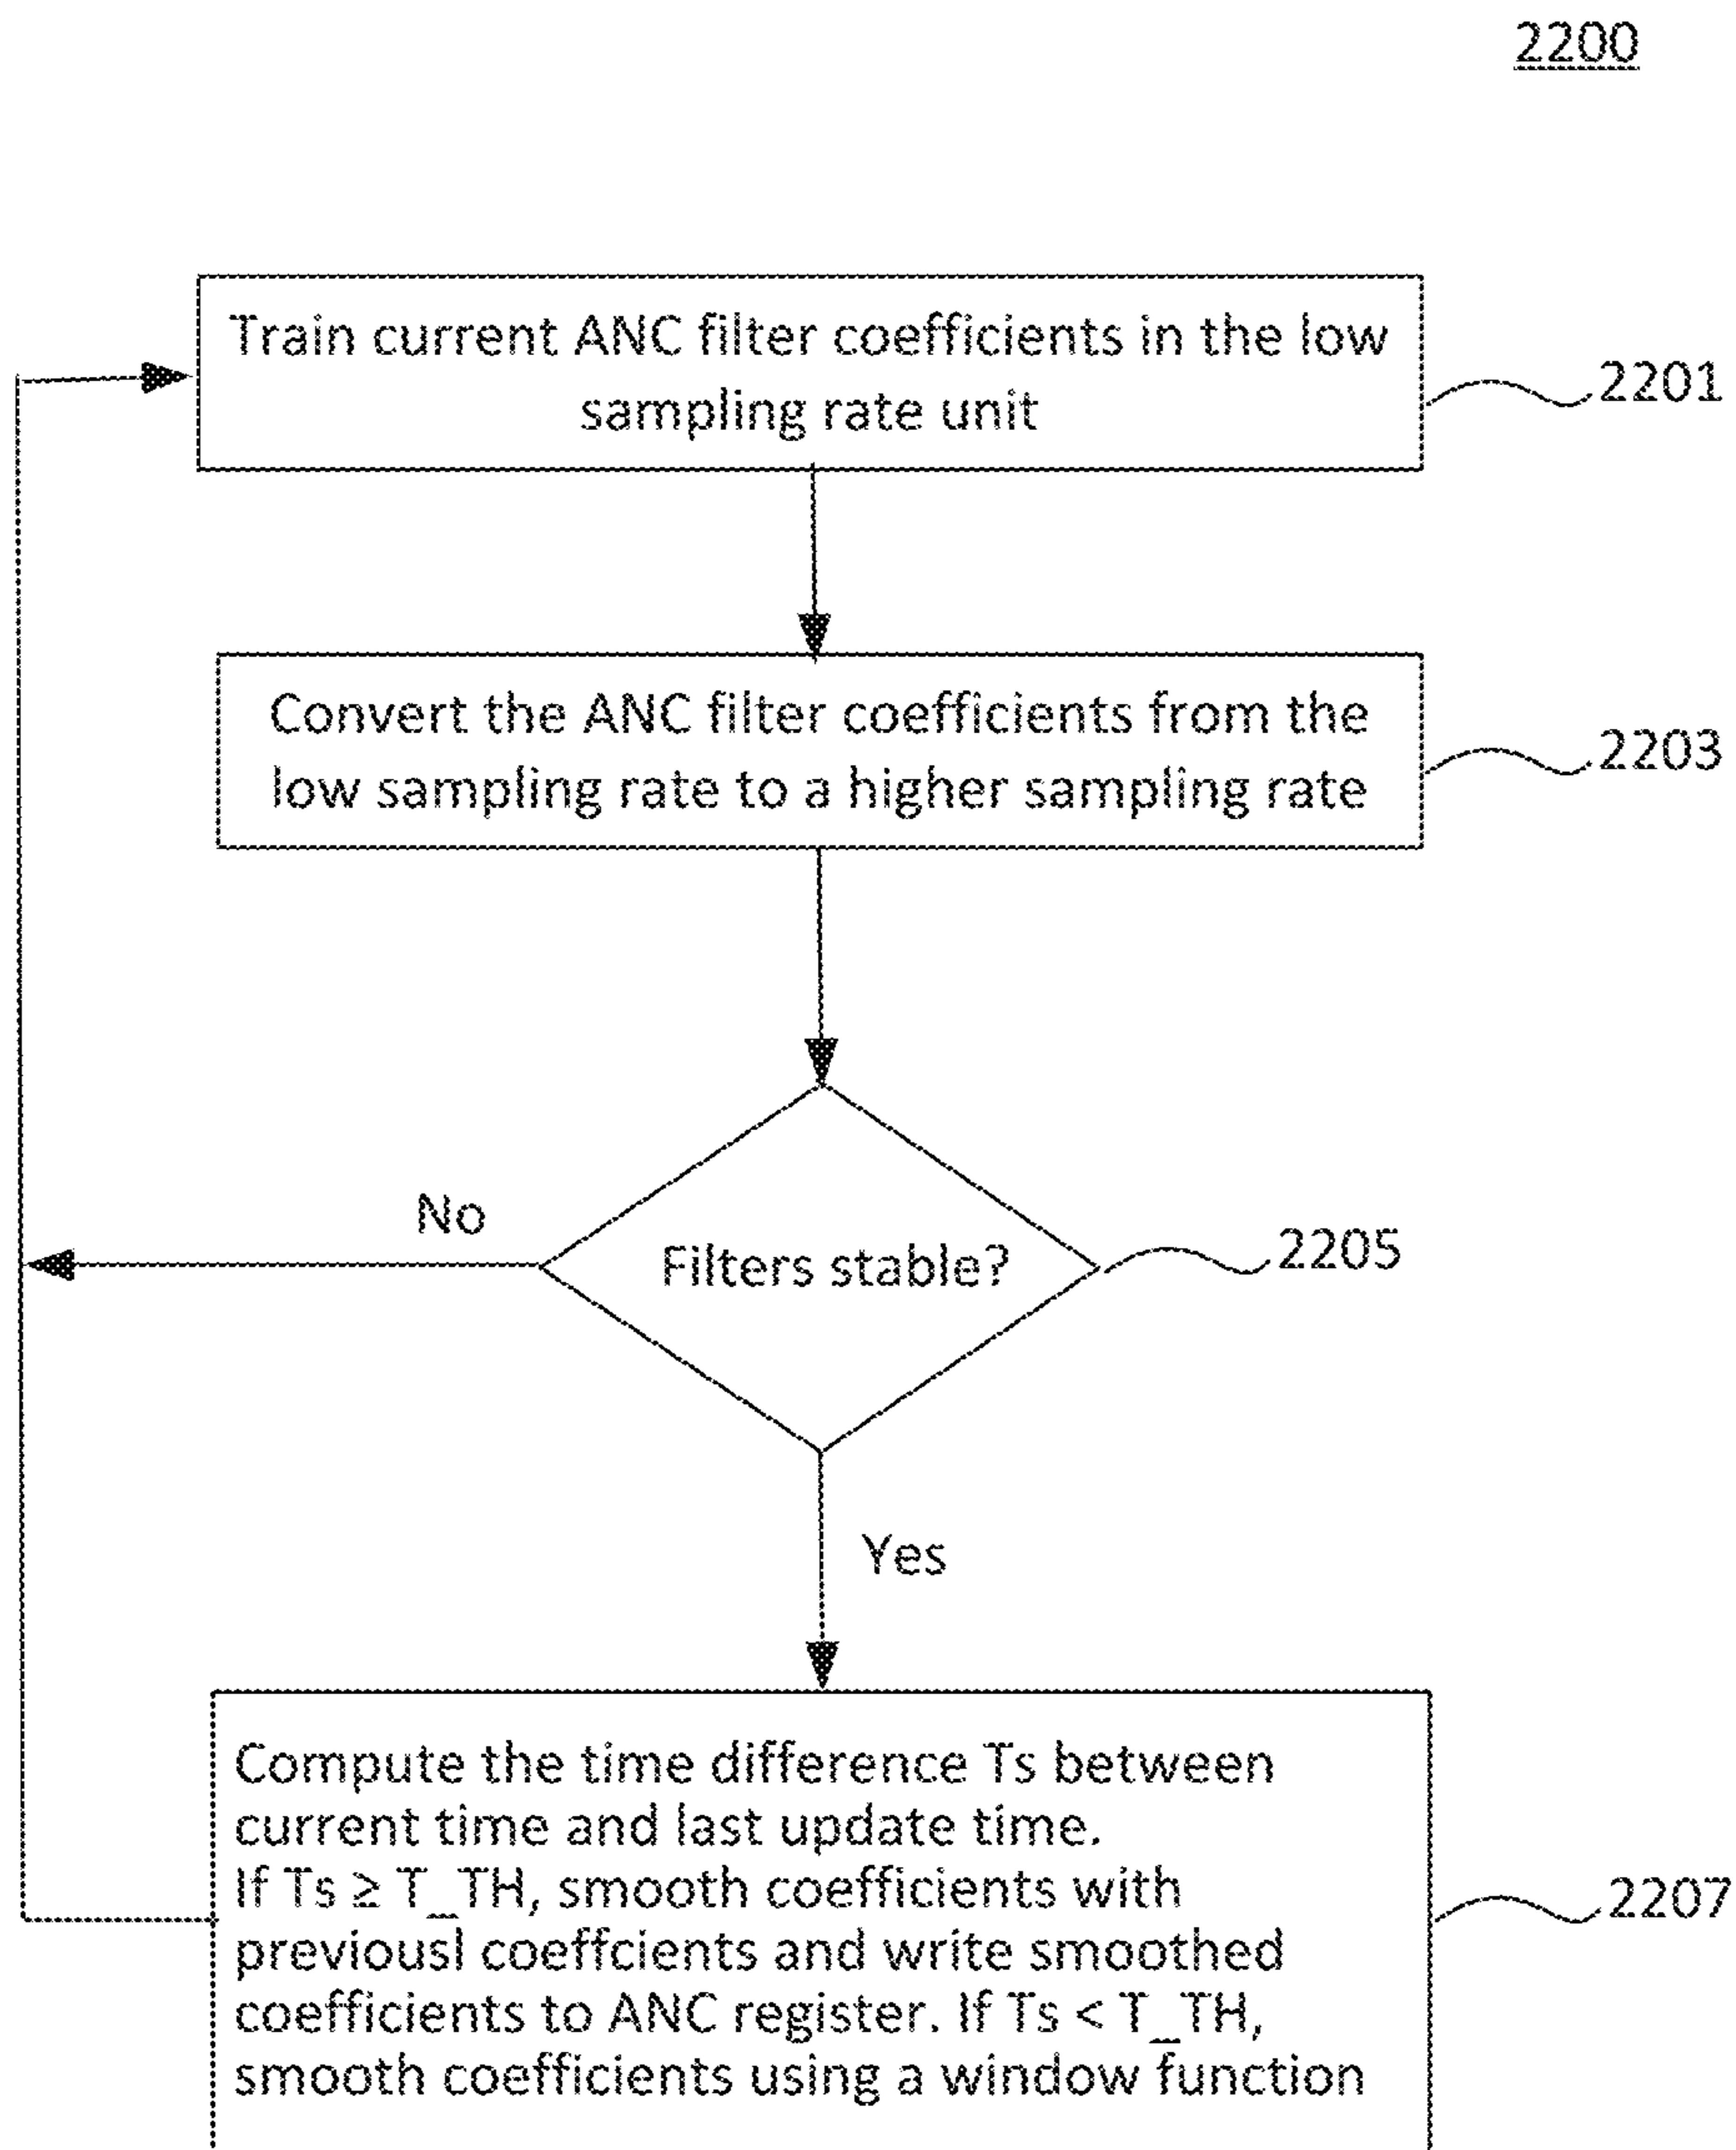 2200
Train current ANC filter coefficients in the low
sampling rate unit
2201
Convert the ANC filter coefficients from the
low sampling rate to a higher sampling rate
2203
No
Filters stable?
2205
Yes
Compute the time difference Ts between
current time and last update time.
If Ts ≥ T_TH, smooth coefficients with
previousl coeffcients and write smoothed
coefficients to ANC register. If Ts < T_TH,
smooth coefficients using a window function
2207